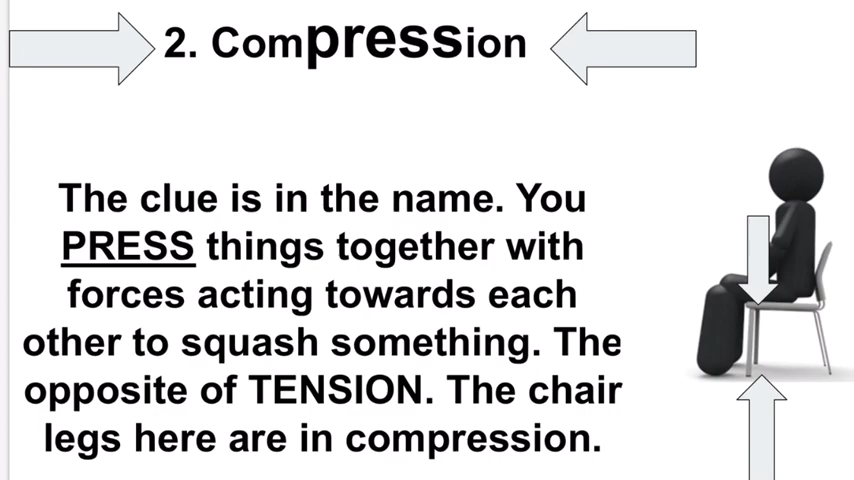 2. Compression
The clue is in the name. You
PRESS things together with
forces acting towards each
other to squash something. The
opposite of TENSION. The chair
legs here are in compression.